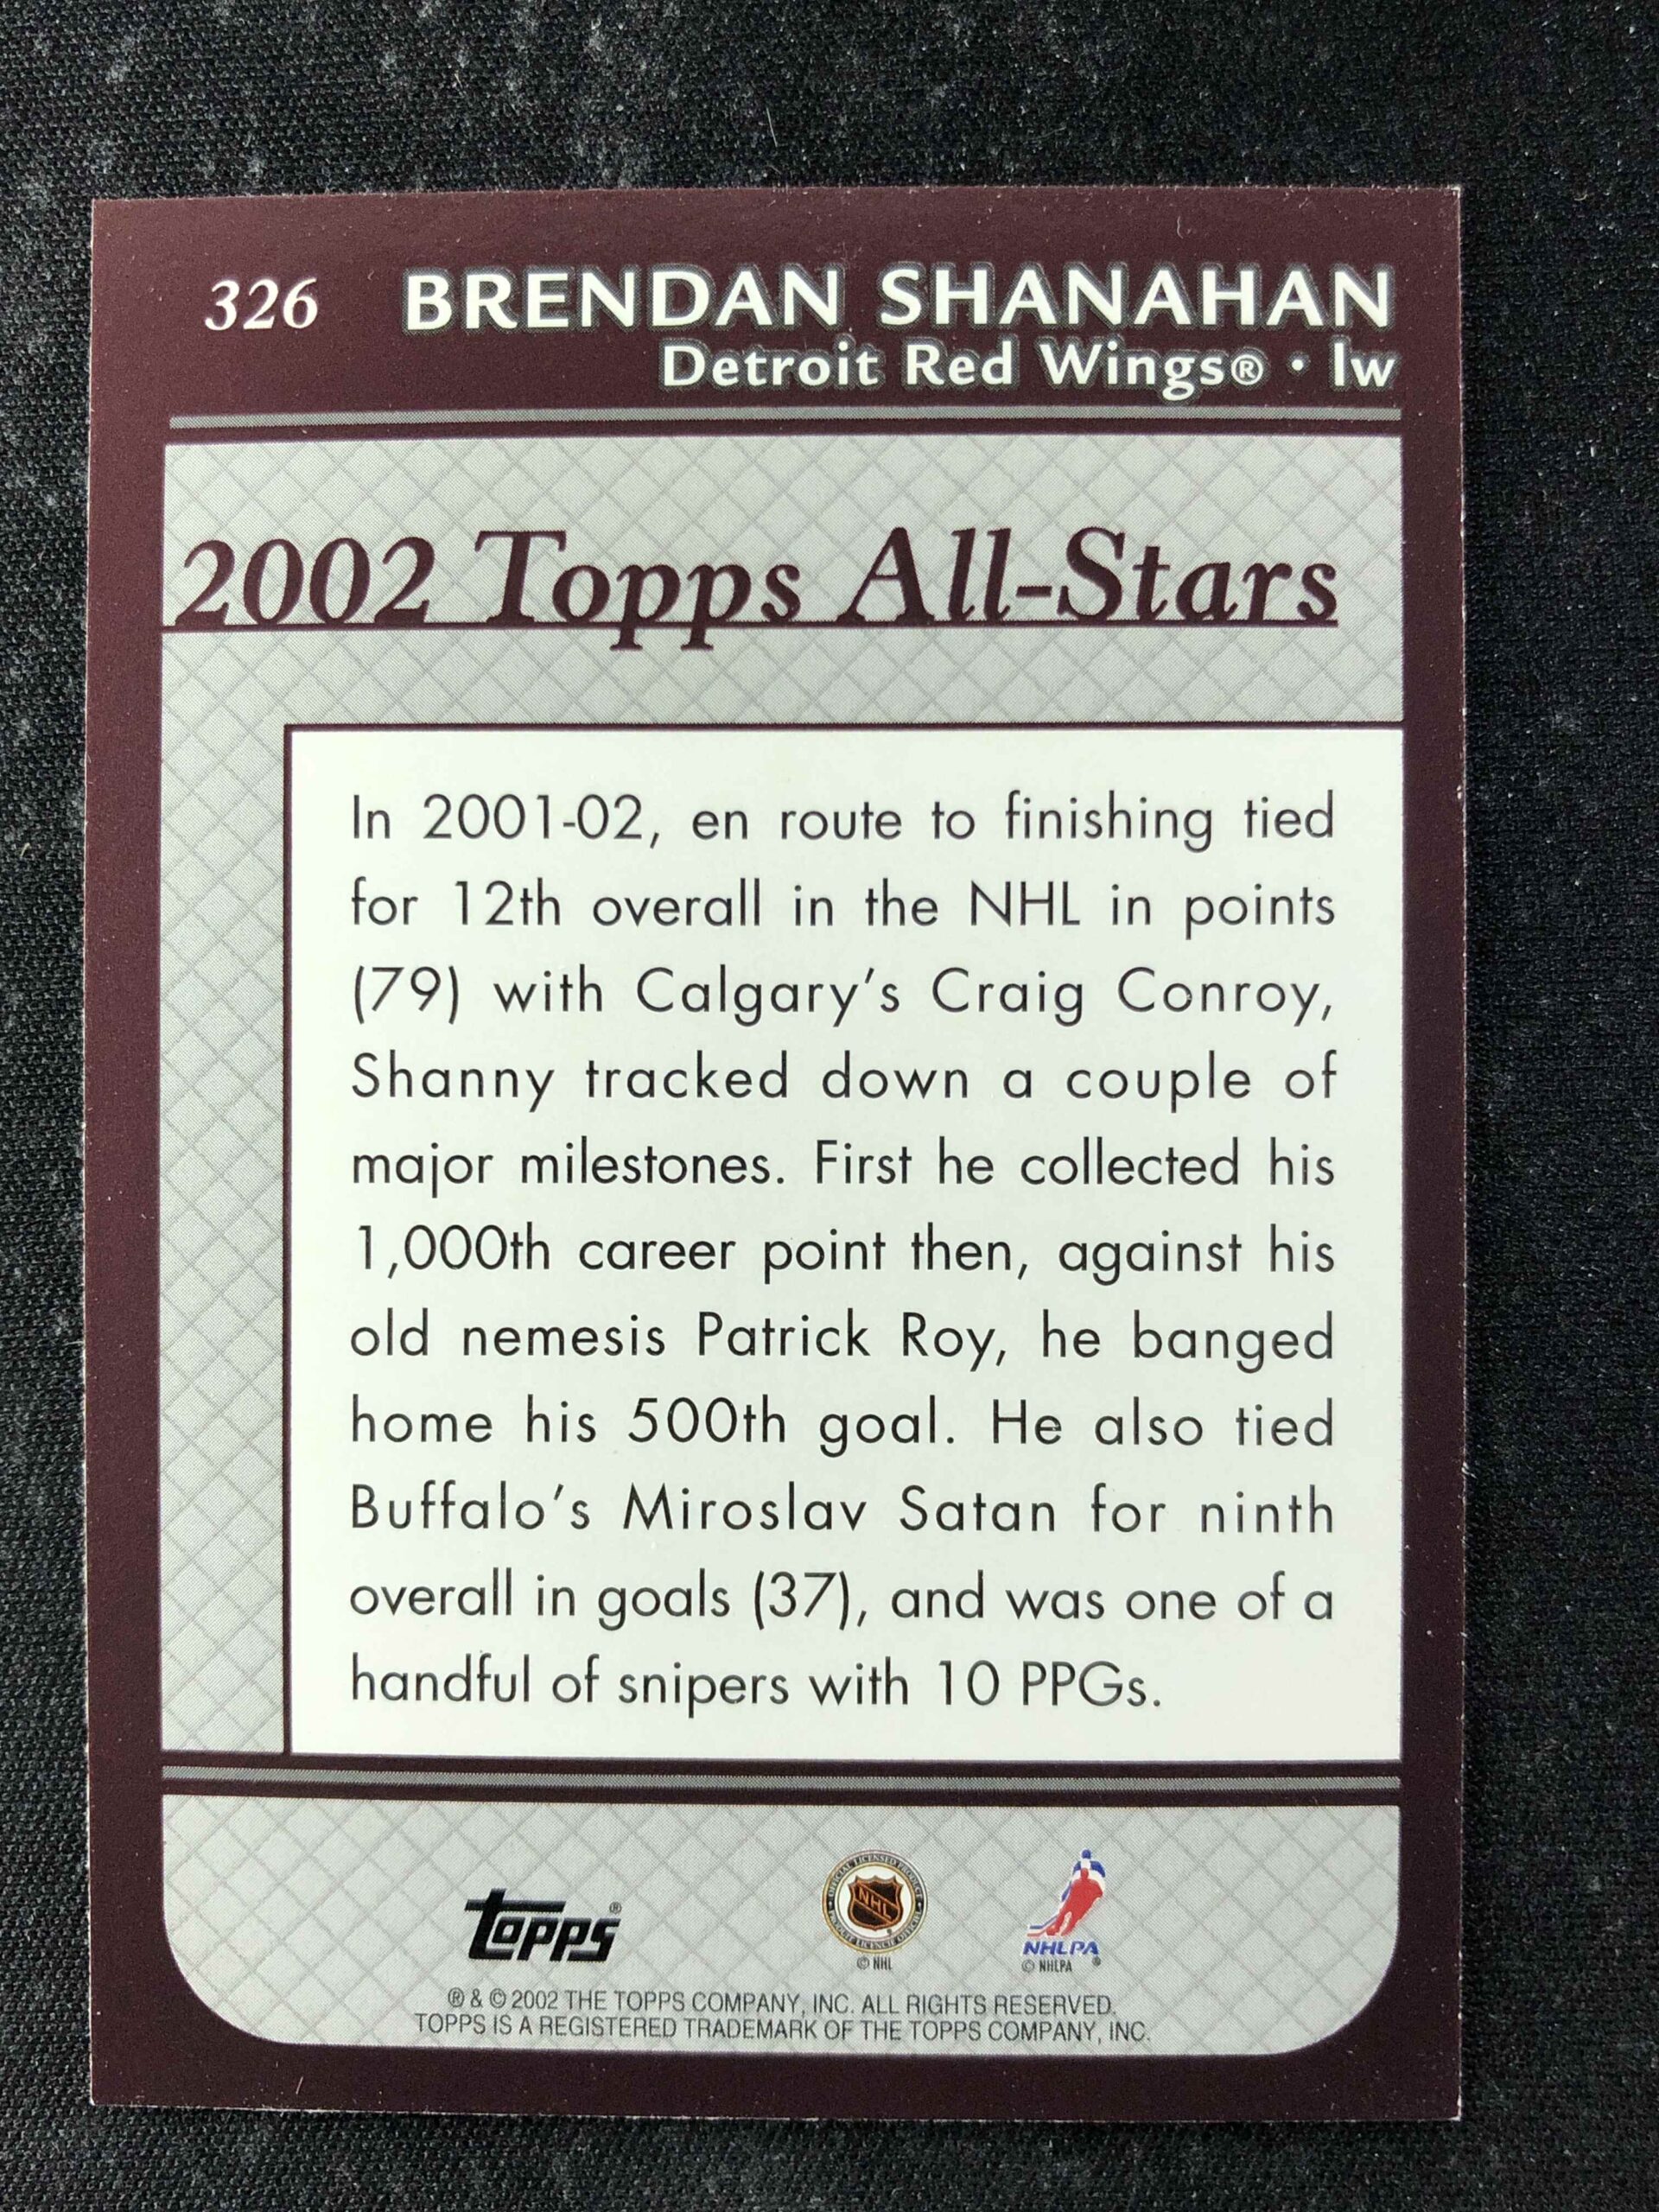 326 BRENDAN SHANAHAN
Detroit Red Wings® • lw
2002 Topps All-Stars
In 2001-02, en route to finishing tied
for 12th overall in the NHL in points
(79) with Calgary's Craig Conroy,
Shanny tracked down a couple of
major milestones. First he collected his
1,000th career point then, against his
old nemesis Patrick Roy, he banged
home his 500th goal. He also tied
Buffalo's Miroslav Satan for ninth
overall in goals (37), and was one of a
handful of snipers with 10 PPGs.
topps®
NHL
© NHL
NHLPA
© NHLPA ®
® & © 2002 THE TOPPS COMPANY, INC. ALL RIGHTS RESERVED.
TOPPS IS A REGISTERED TRADEMARK OF THE TOPPS COMPANY, INC.